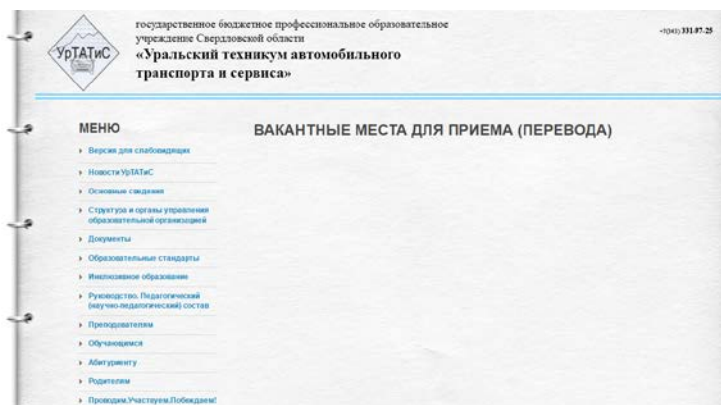 государственное бюджетное профессиональное образовательное
учреждение Свердловской области
«Уральский техникум автомобильного
транспорта и сервиса»
+7(343) 331-97-25
УрТАТиС
МЕНЮ
Версия для слабовидящих
Новости УрТАТиС
Основные сведения
Структура и органы управления
образовательной организацией
Документы
Образовательные стандарты
Инклюзивное образование
Руководство. Педагогический
(научно-педагогический) состав
Преподавателям
Обучающимся
Абитуриенту
Родителям
Проводим.Участвуем.Побеждаем!
ВАКАНТНЫЕ МЕСТА ДЛЯ ПРИЕМА (ПЕРЕВОДА)